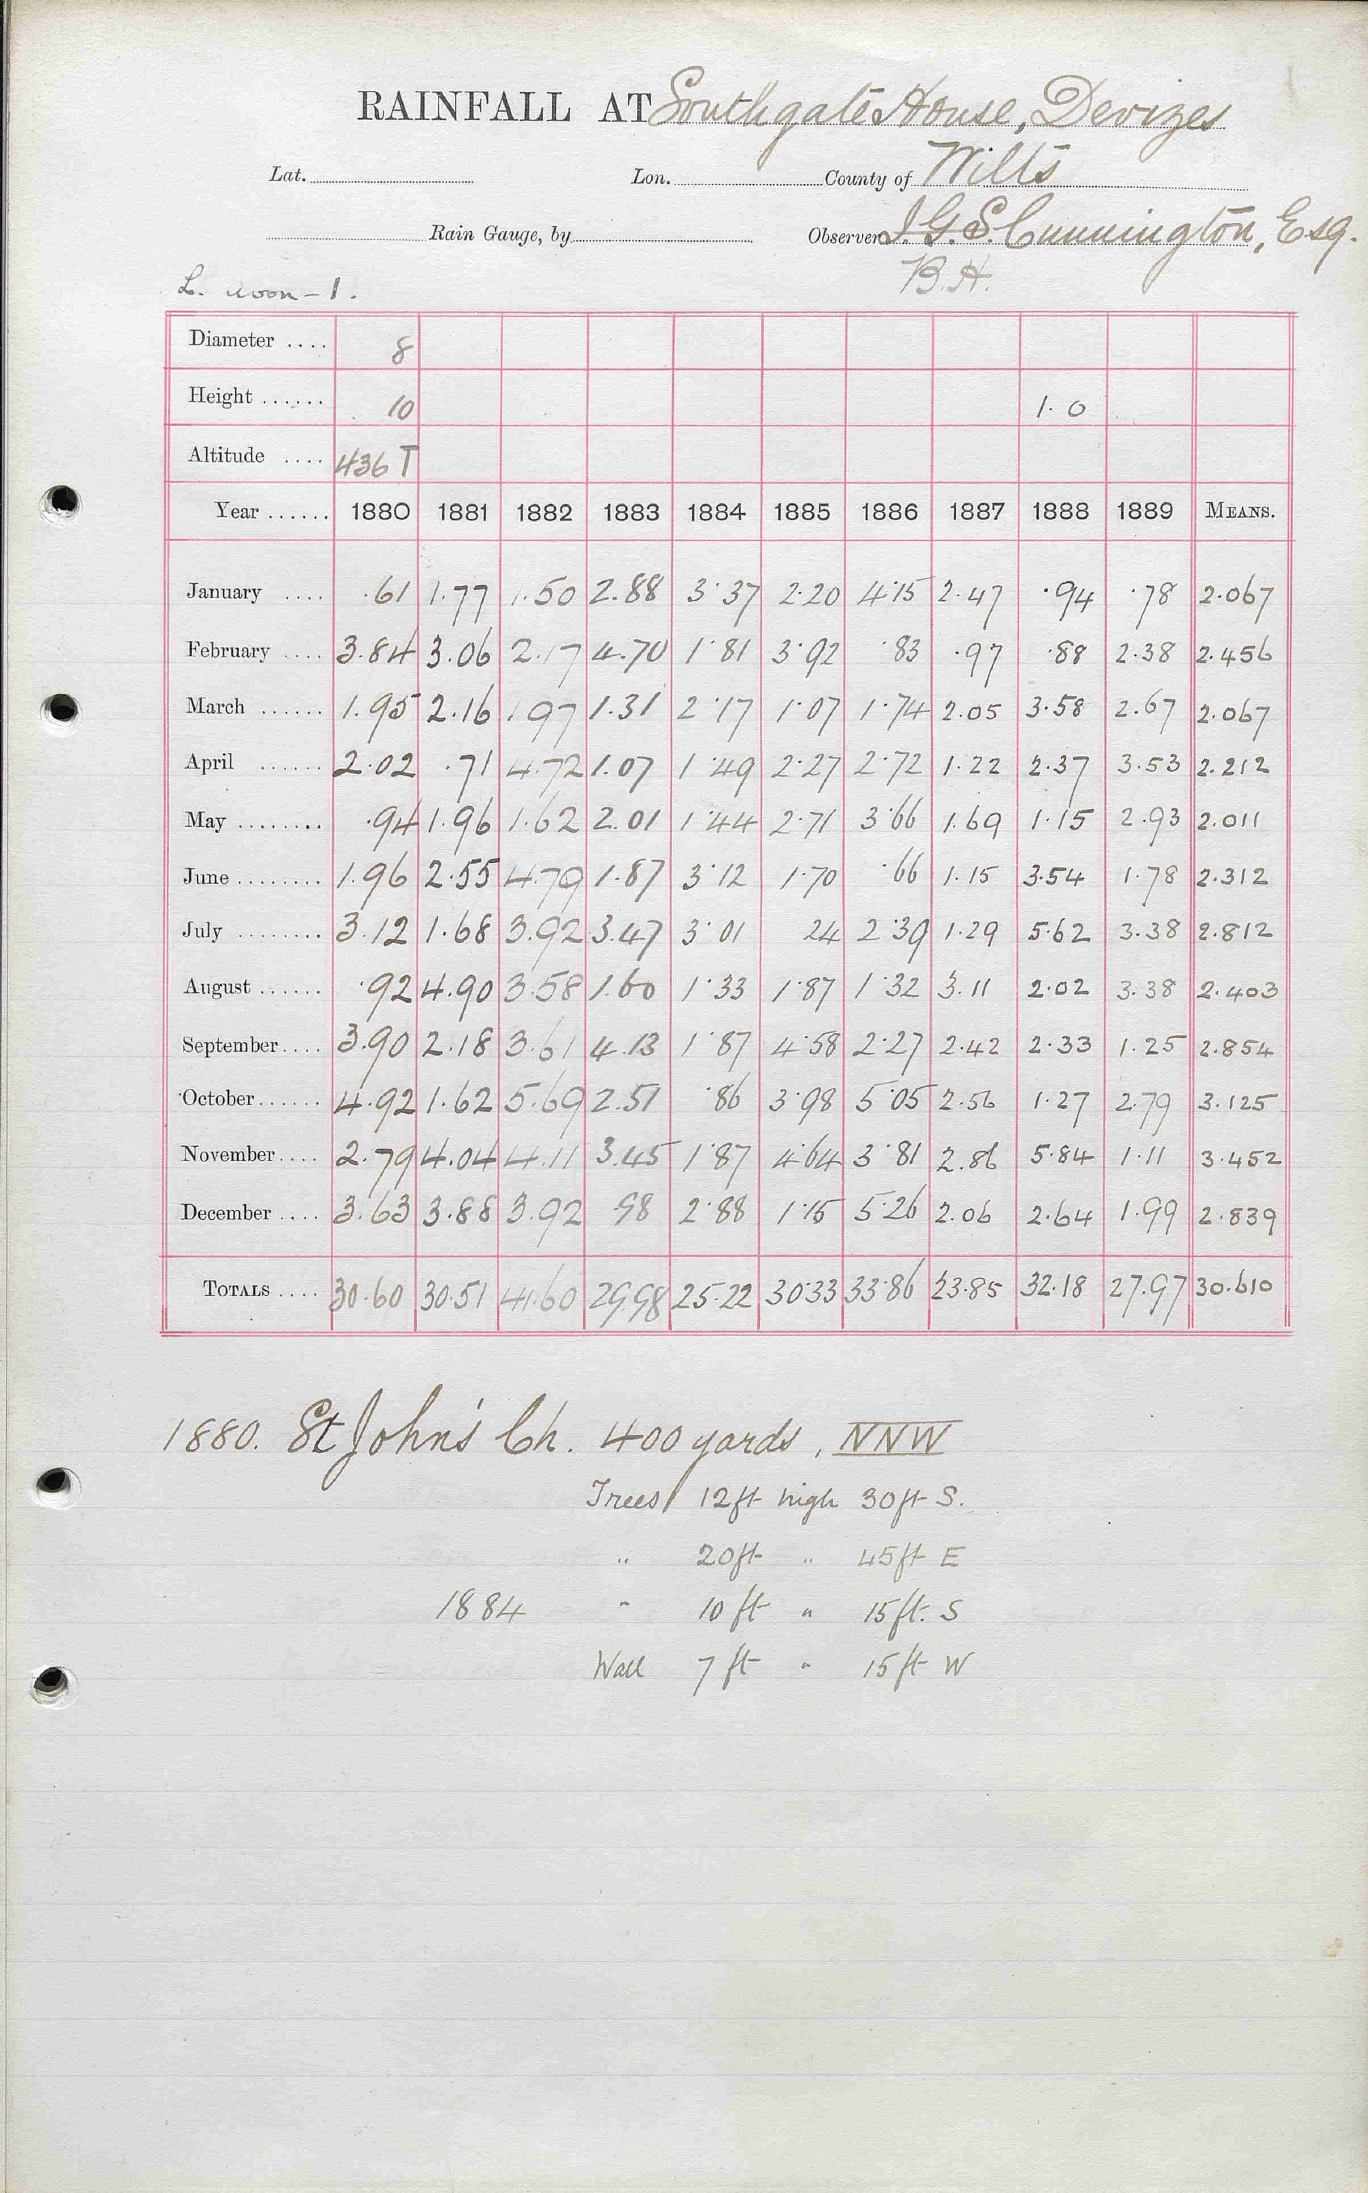 RAINFALL AT Southgate House, Devizes
Lat. Lon. County of Wilts
Rain Gauge, by Observer J. G. S. Cunnington, Esq.
B. H.
L. Avon - 1.
Diameter .... 8
Height ...... 10 1.0
Altitude .... 436 T
Year ...... 1880 1881 1882 1883 1884 1885 1886 1887 1888 1889 MEANS.
January .... .61 1.77 1.50 2.88 3.37 2.20 4.15 2.47 .94 .78 2.067
February .... 3.84 3.06 2.17 4.70 1.81 3.92 .83 .97 .88 2.38 2.456
March ...... 1.95 2.16 1.97 1.31 2.17 1.07 1.74 2.05 3.58 2.67 2.067
April ...... 2.02 .71 4.72 1.07 1.49 2.27 2.72 1.22 2.37 3.53 2.212
May ........ .94 1.96 1.62 2.01 1.44 2.71 3.66 1.69 1.15 2.93 2.011
June ........ 1.96 2.55 4.79 1.87 3.12 1.70 .66 1.15 3.54 1.78 2.312
July ........ 3.12 1.68 3.92 3.47 3.01 24 2.39 1.29 5.62 3.38 2.812
August ...... .92 4.90 3.58 1.60 1.33 1.87 1.32 3.11 2.02 3.38 2.403
September .... 3.90 2.18 3.61 4.13 1.87 4.58 2.27 2.42 2.33 1.25 2.854
October ...... 4.92 1.62 5.69 2.51 .86 3.98 5.05 2.56 1.27 2.79 3.125
November .... 2.79 4.04 4.11 3.45 1.87 4.64 3.81 2.86 5.84 1.11 3.452
December .... 3.63 3.88 3.92 .98 2.88 1.15 5.26 2.06 2.64 1.99 2.839
TOTALS .... 30.60 30.51 41.60 29.98 25.22 30.33 33.86 23.85 32.18 27.97 30.610
1880. St John's Ch. 400 yards, NNW
Trees 12ft high 30ft S.
" 20ft " 45ft E
1884 " 10ft " 15ft. S
Wall 7ft " 15ft W